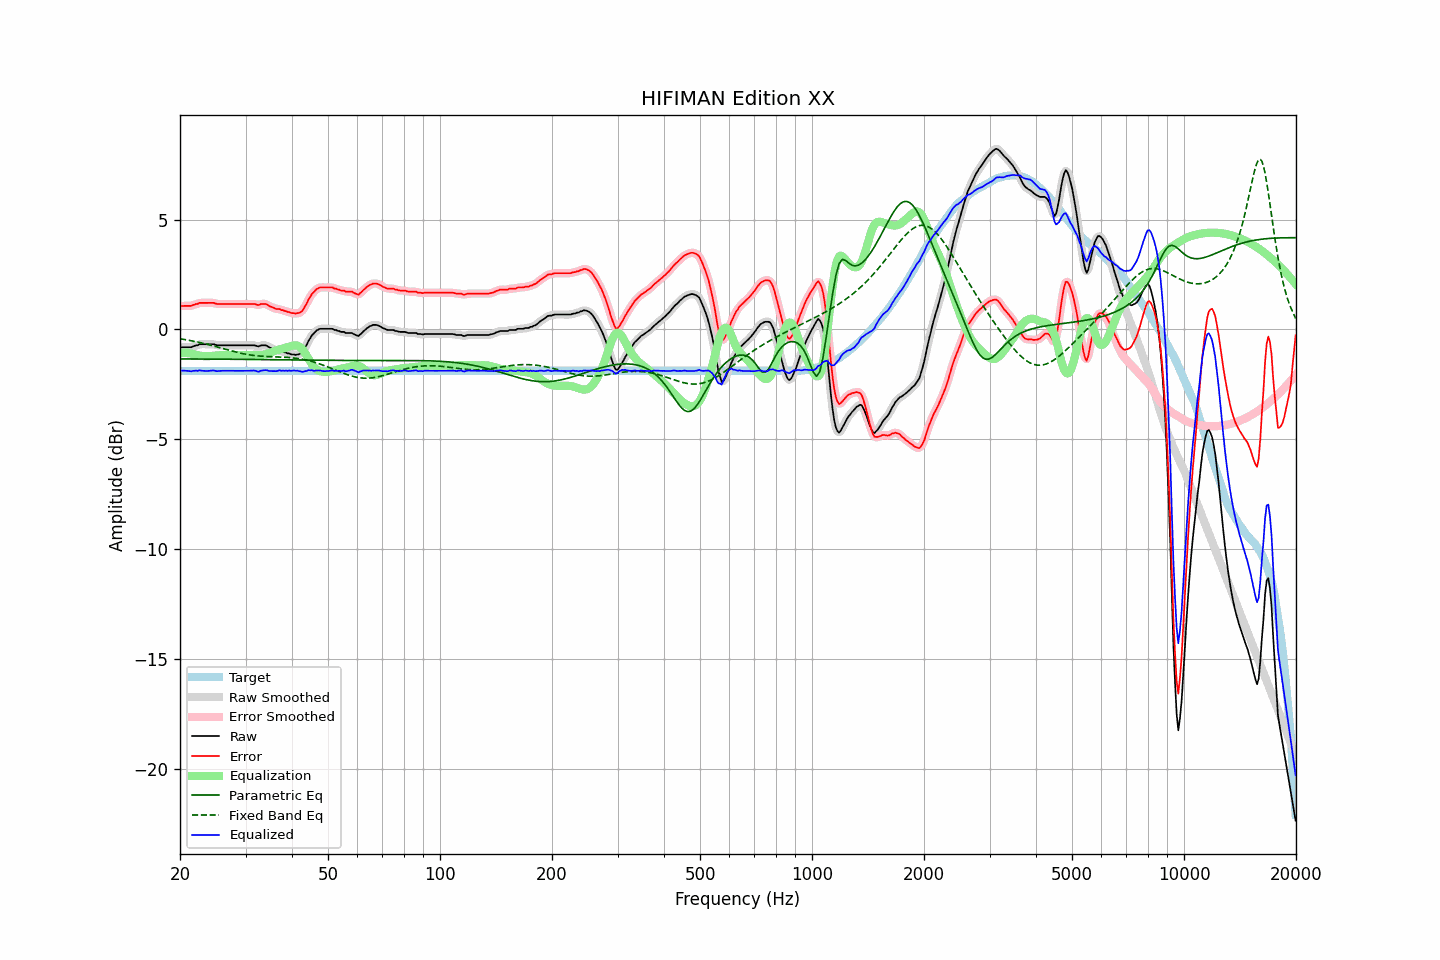 HIFIMAN Edition XX
Amplitude (dBr)
5
0
−5
−10
−15
−20
Target
Raw Smoothed
Error Smoothed
Raw
Error
Equalization
Parametric Eq
Fixed Band Eq
Equalized
20 50 100 200 500 1000 2000 5000 10000 20000
Frequency (Hz)